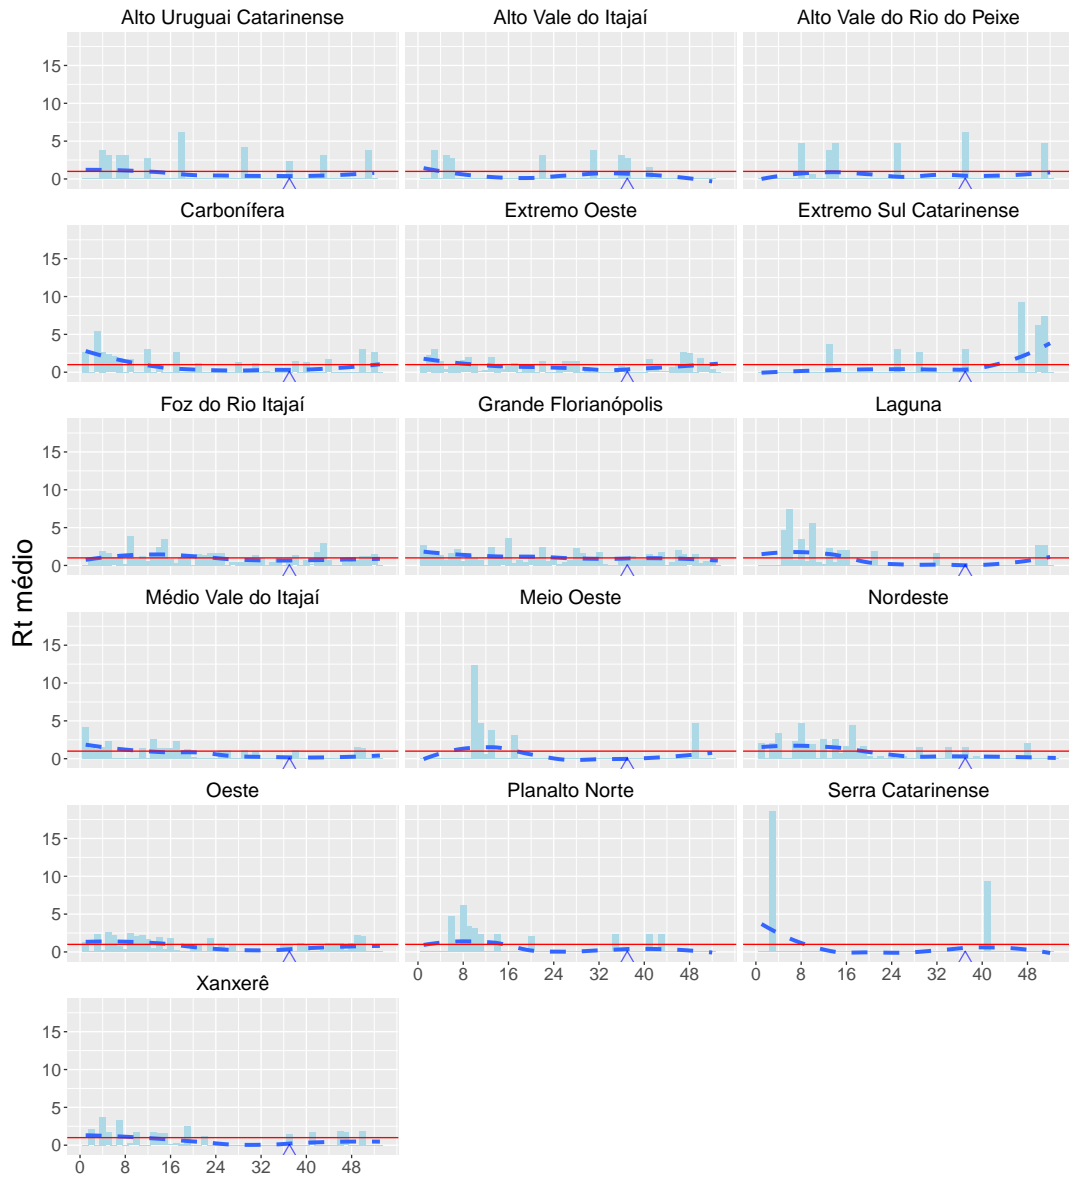 Alto Uruguai Catarinense Alto Vale do Itajaí Alto Vale do Rio do Peixe
15
10
5
0
Carbonífera Extremo Oeste Extremo Sul Catarinense
15
10
5
0
Foz do Rio Itajaí Grande Florianópolis Laguna
15
10
5
0
Rt médio
Médio Vale do Itajaí Meio Oeste Nordeste
15
10
5
0
Oeste Planalto Norte Serra Catarinense
15
10
5
0
0 8 16 24 32 40 48 0 8 16 24 32 40 48
Xanxerê
15
10
5
0
0 8 16 24 32 40 48